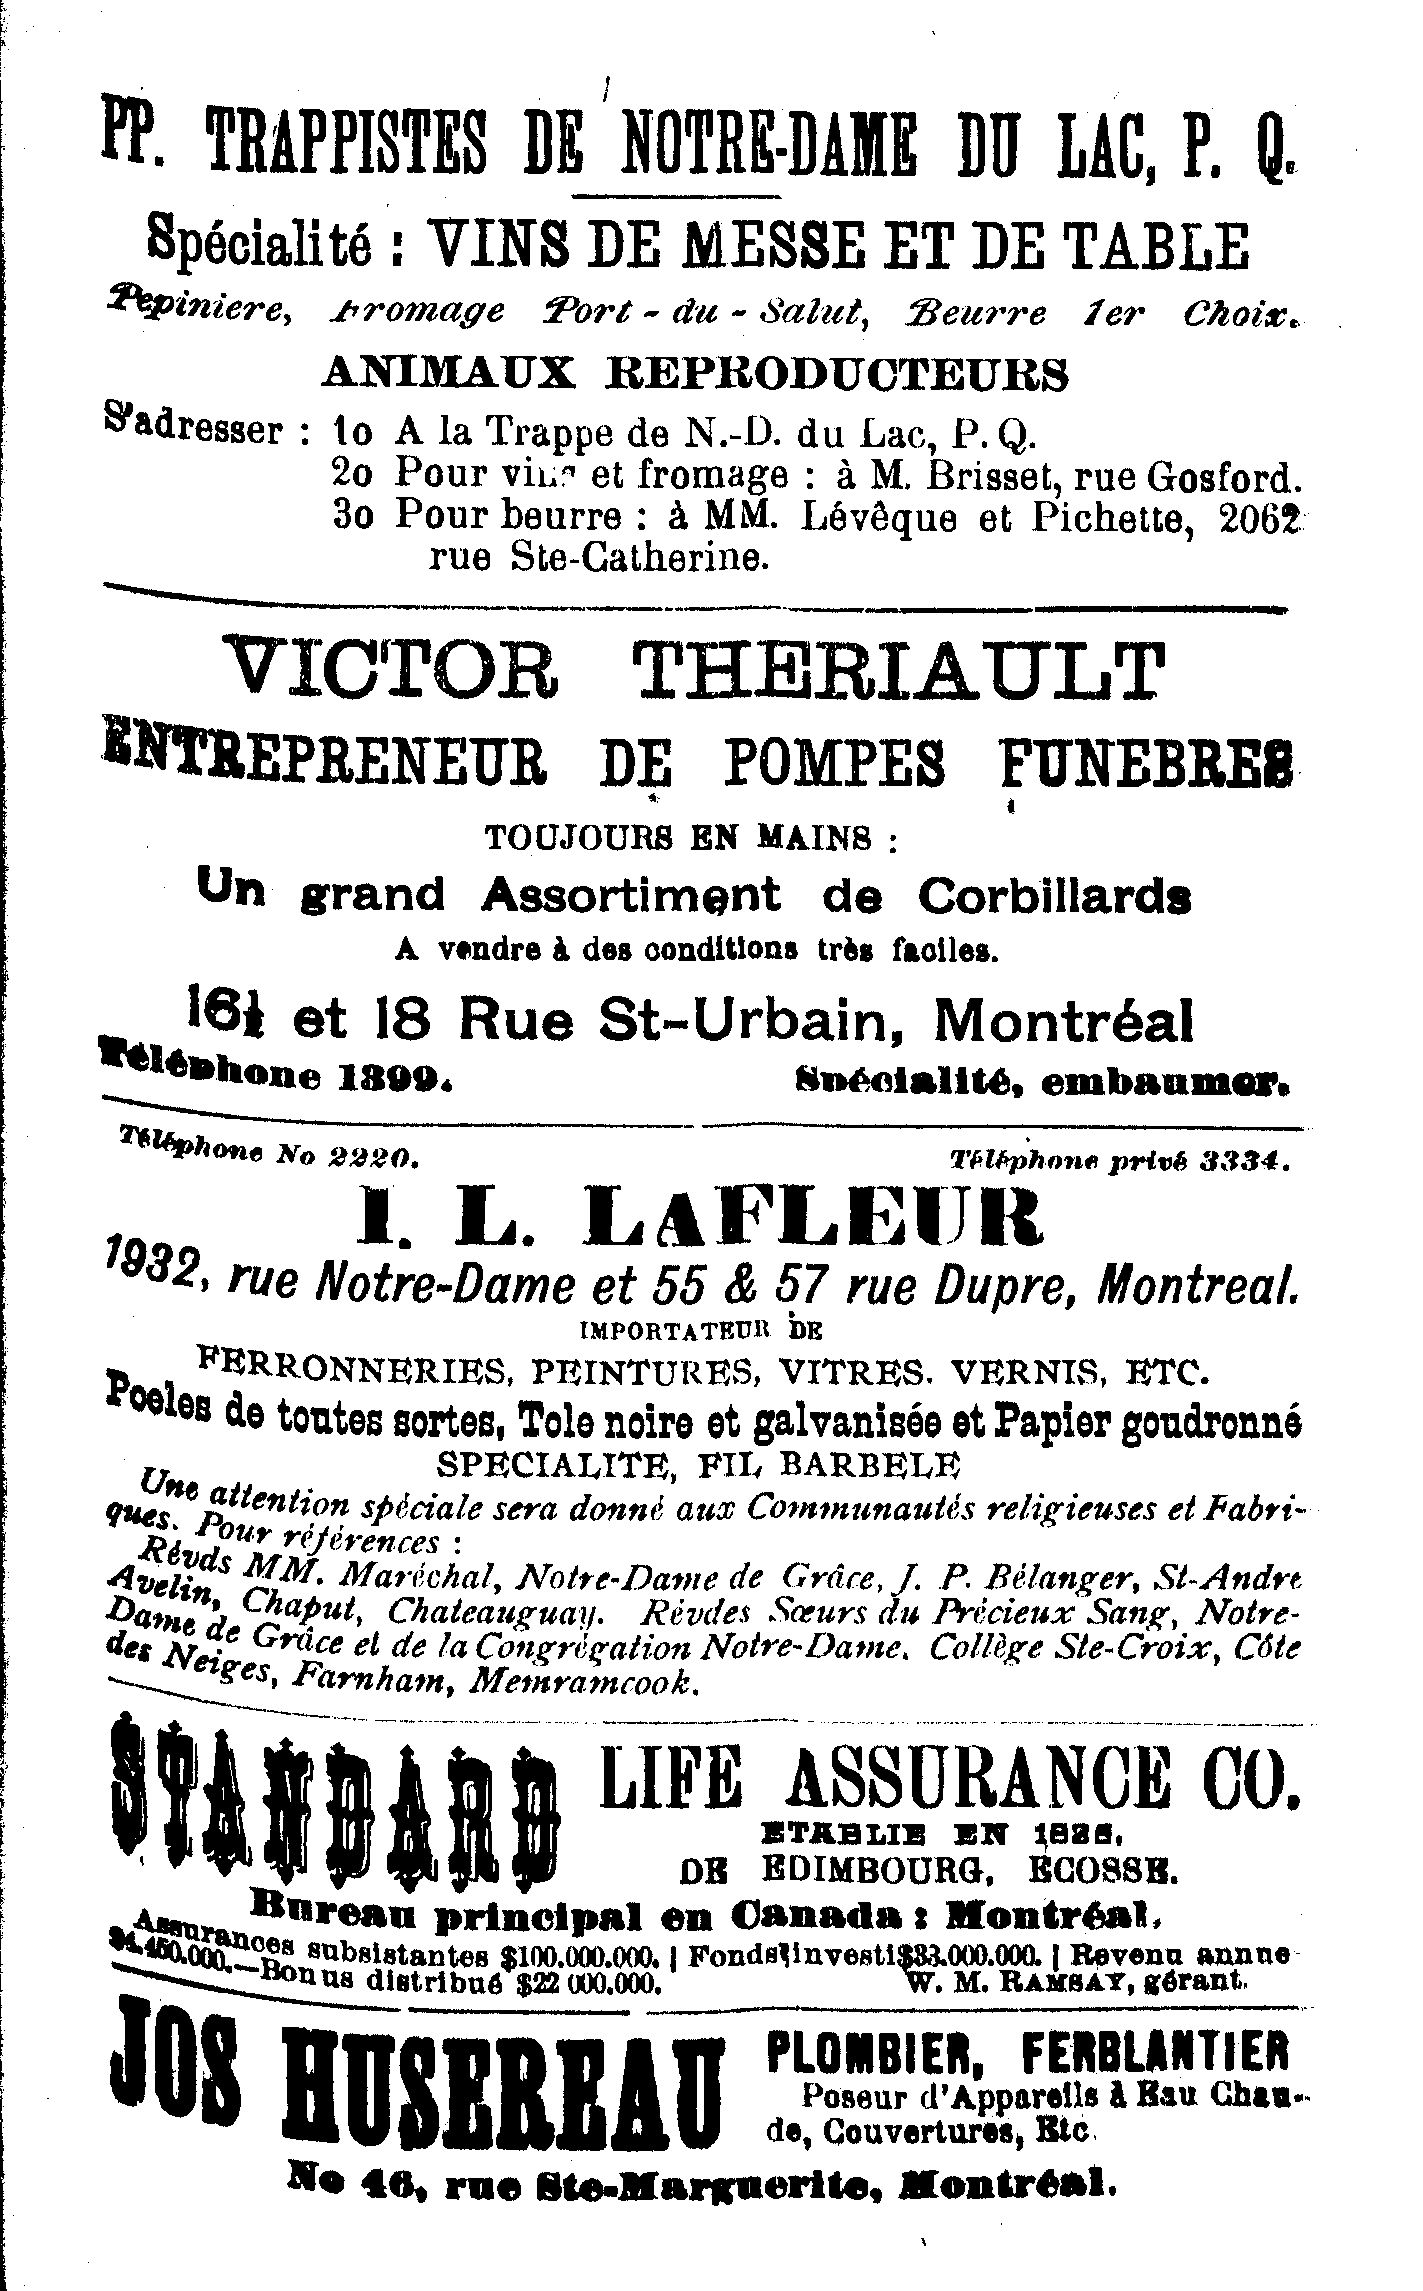 PP. TRAPPISTES DE NOTRE-DAME DU LAC, P. Q.
Spécialité : VINS DE MESSE ET DE TABLE
Pepiniere, Fromage Port-du-Salut, Beurre 1er Choix.
ANIMAUX REPRODUCTEURS
S'adresser : 1o A la Trappe de N.-D. du Lac, P. Q.
2o Pour vins et fromage : à M. Brisset, rue Gosford.
3o Pour beurre : à MM. Lévêque et Pichette, 2062
rue Ste-Catherine.
VICTOR THERIAULT
ENTREPRENEUR DE POMPES FUNEBRES
TOUJOURS EN MAINS :
Un grand Assortiment de Corbillards
A vendre à des conditions très faciles.
16½ et 18 Rue St-Urbain, Montréal
Téléphone 1399. Spécialité, embaumer.
Téléphone No 2220. Téléphone privé 3334.
I. L. LAFLEUR
1932, rue Notre-Dame et 55 & 57 rue Dupre, Montreal.
IMPORTATEUR DE
FERRONNERIES, PEINTURES, VITRES. VERNIS, ETC.
Poeles de toutes sortes, Tole noire et galvanisée et Papier goudronné
SPECIALITE, FIL BARBELE
Une attention spéciale sera donné aux Communautés religieuses et Fabri-
ques. Pour références :
Révds MM. Maréchal, Notre-Dame de Grâce, J. P. Bélanger, St-Andre
Avelin, Chaput, Chateauguay. Révdes Sœurs du Précieux Sang, Notre-
Dame de Grâce et de la Congrégation Notre-Dame. Collège Ste-Croix, Côte
des Neiges, Farnham, Memramcook.
STANDARD LIFE ASSURANCE CO.
ETABLIE EN
DE EDIMBOURG, ECOSSE.
Bureau principal en Canada : Montréal.
Assurances subsistantes $100.000.000. | Fonds investi $33.000.000. | Revenu annue
$4.450.000.—Bonus distribué $22 000.000. W. M. RAMSAY, gérant.
JOS HUSEREAU PLOMBIER, FERBLANTIER
Poseur d'Appareils à Eau Chau-
de, Couvertures, Etc.
No 46, rue Ste-Marguerite, Montréal.